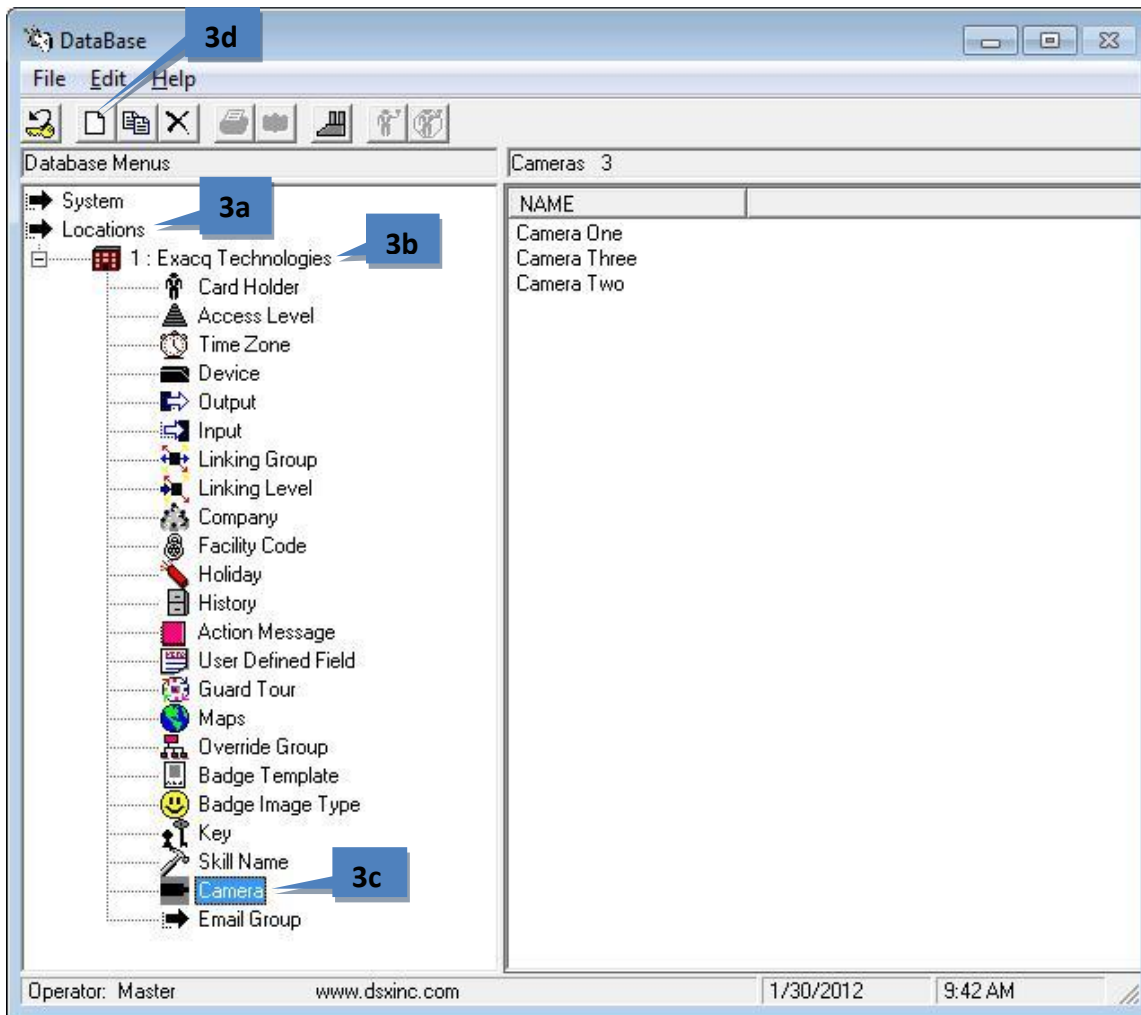 DataBase
3d
File Edit Help
Database Menus
Cameras 3
System
3a
Locations
3b
1 : Exacq Technologies
Card Holder
Access Level
Time Zone
Device
Output
Input
Linking Group
Linking Level
Company
Facility Code
Holiday
History
Action Message
User Defined Field
Guard Tour
Maps
Override Group
Badge Template
Badge Image Type
Key
Skill Name
3c
Camera
Email Group
NAME
Camera One
Camera Three
Camera Two
Operator: Master www.dsxinc.com 1/30/2012 9:42 AM